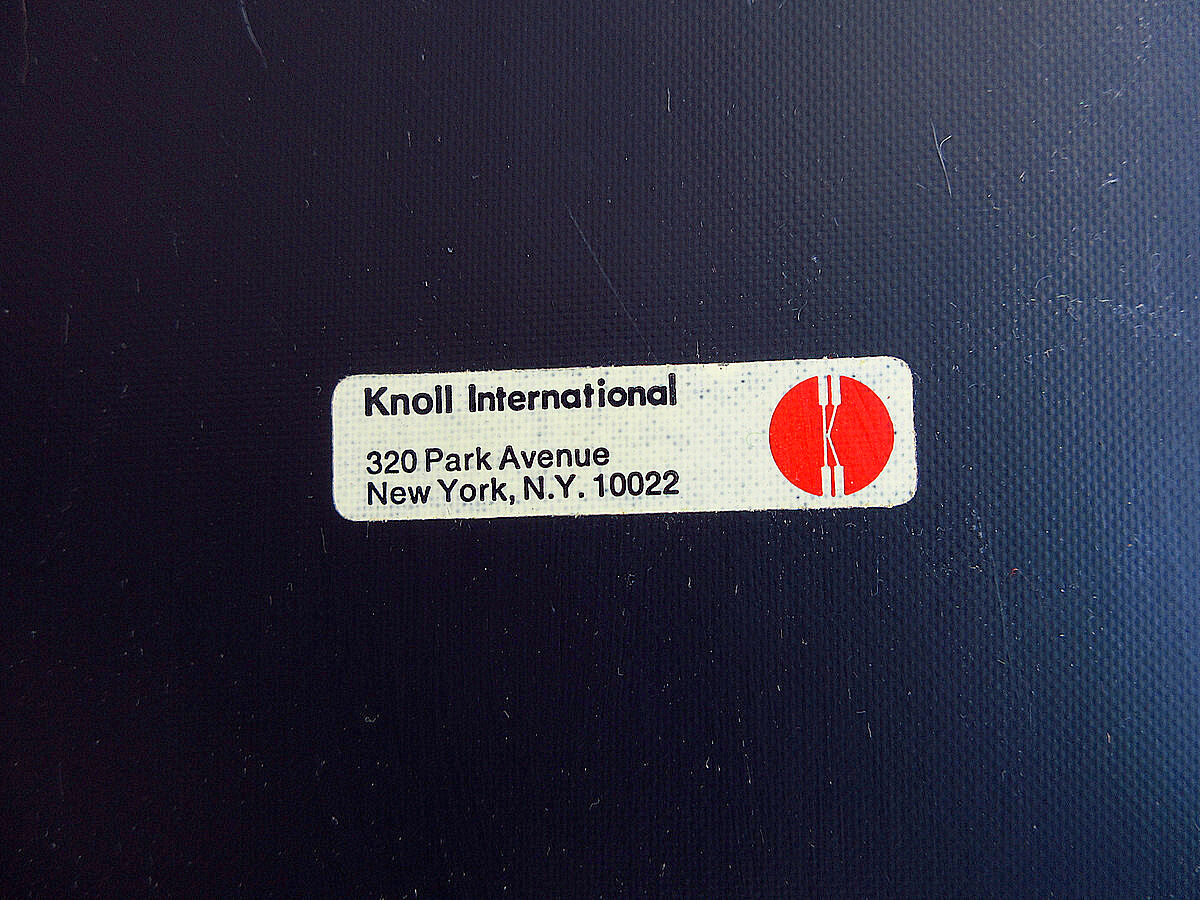 Knoll International
320 Park Avenue
New York, N.Y. 10022
K